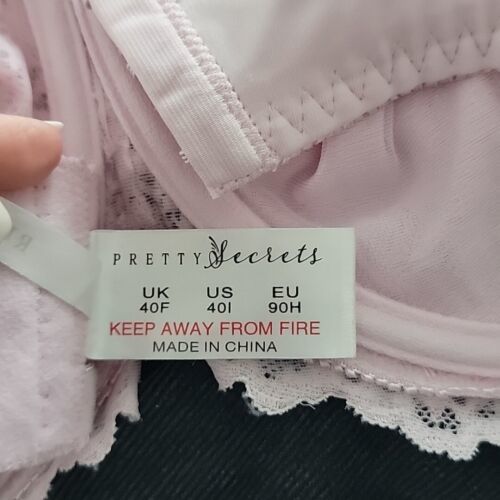 PRETTY Secrets
UK US EU
40F 40I 90H
KEEP AWAY FROM FIRE
MADE IN CHINA